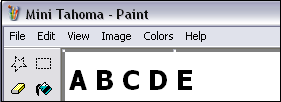 Mini Tahoma - Paint
File Edit View Image Colors Help
A B C D E